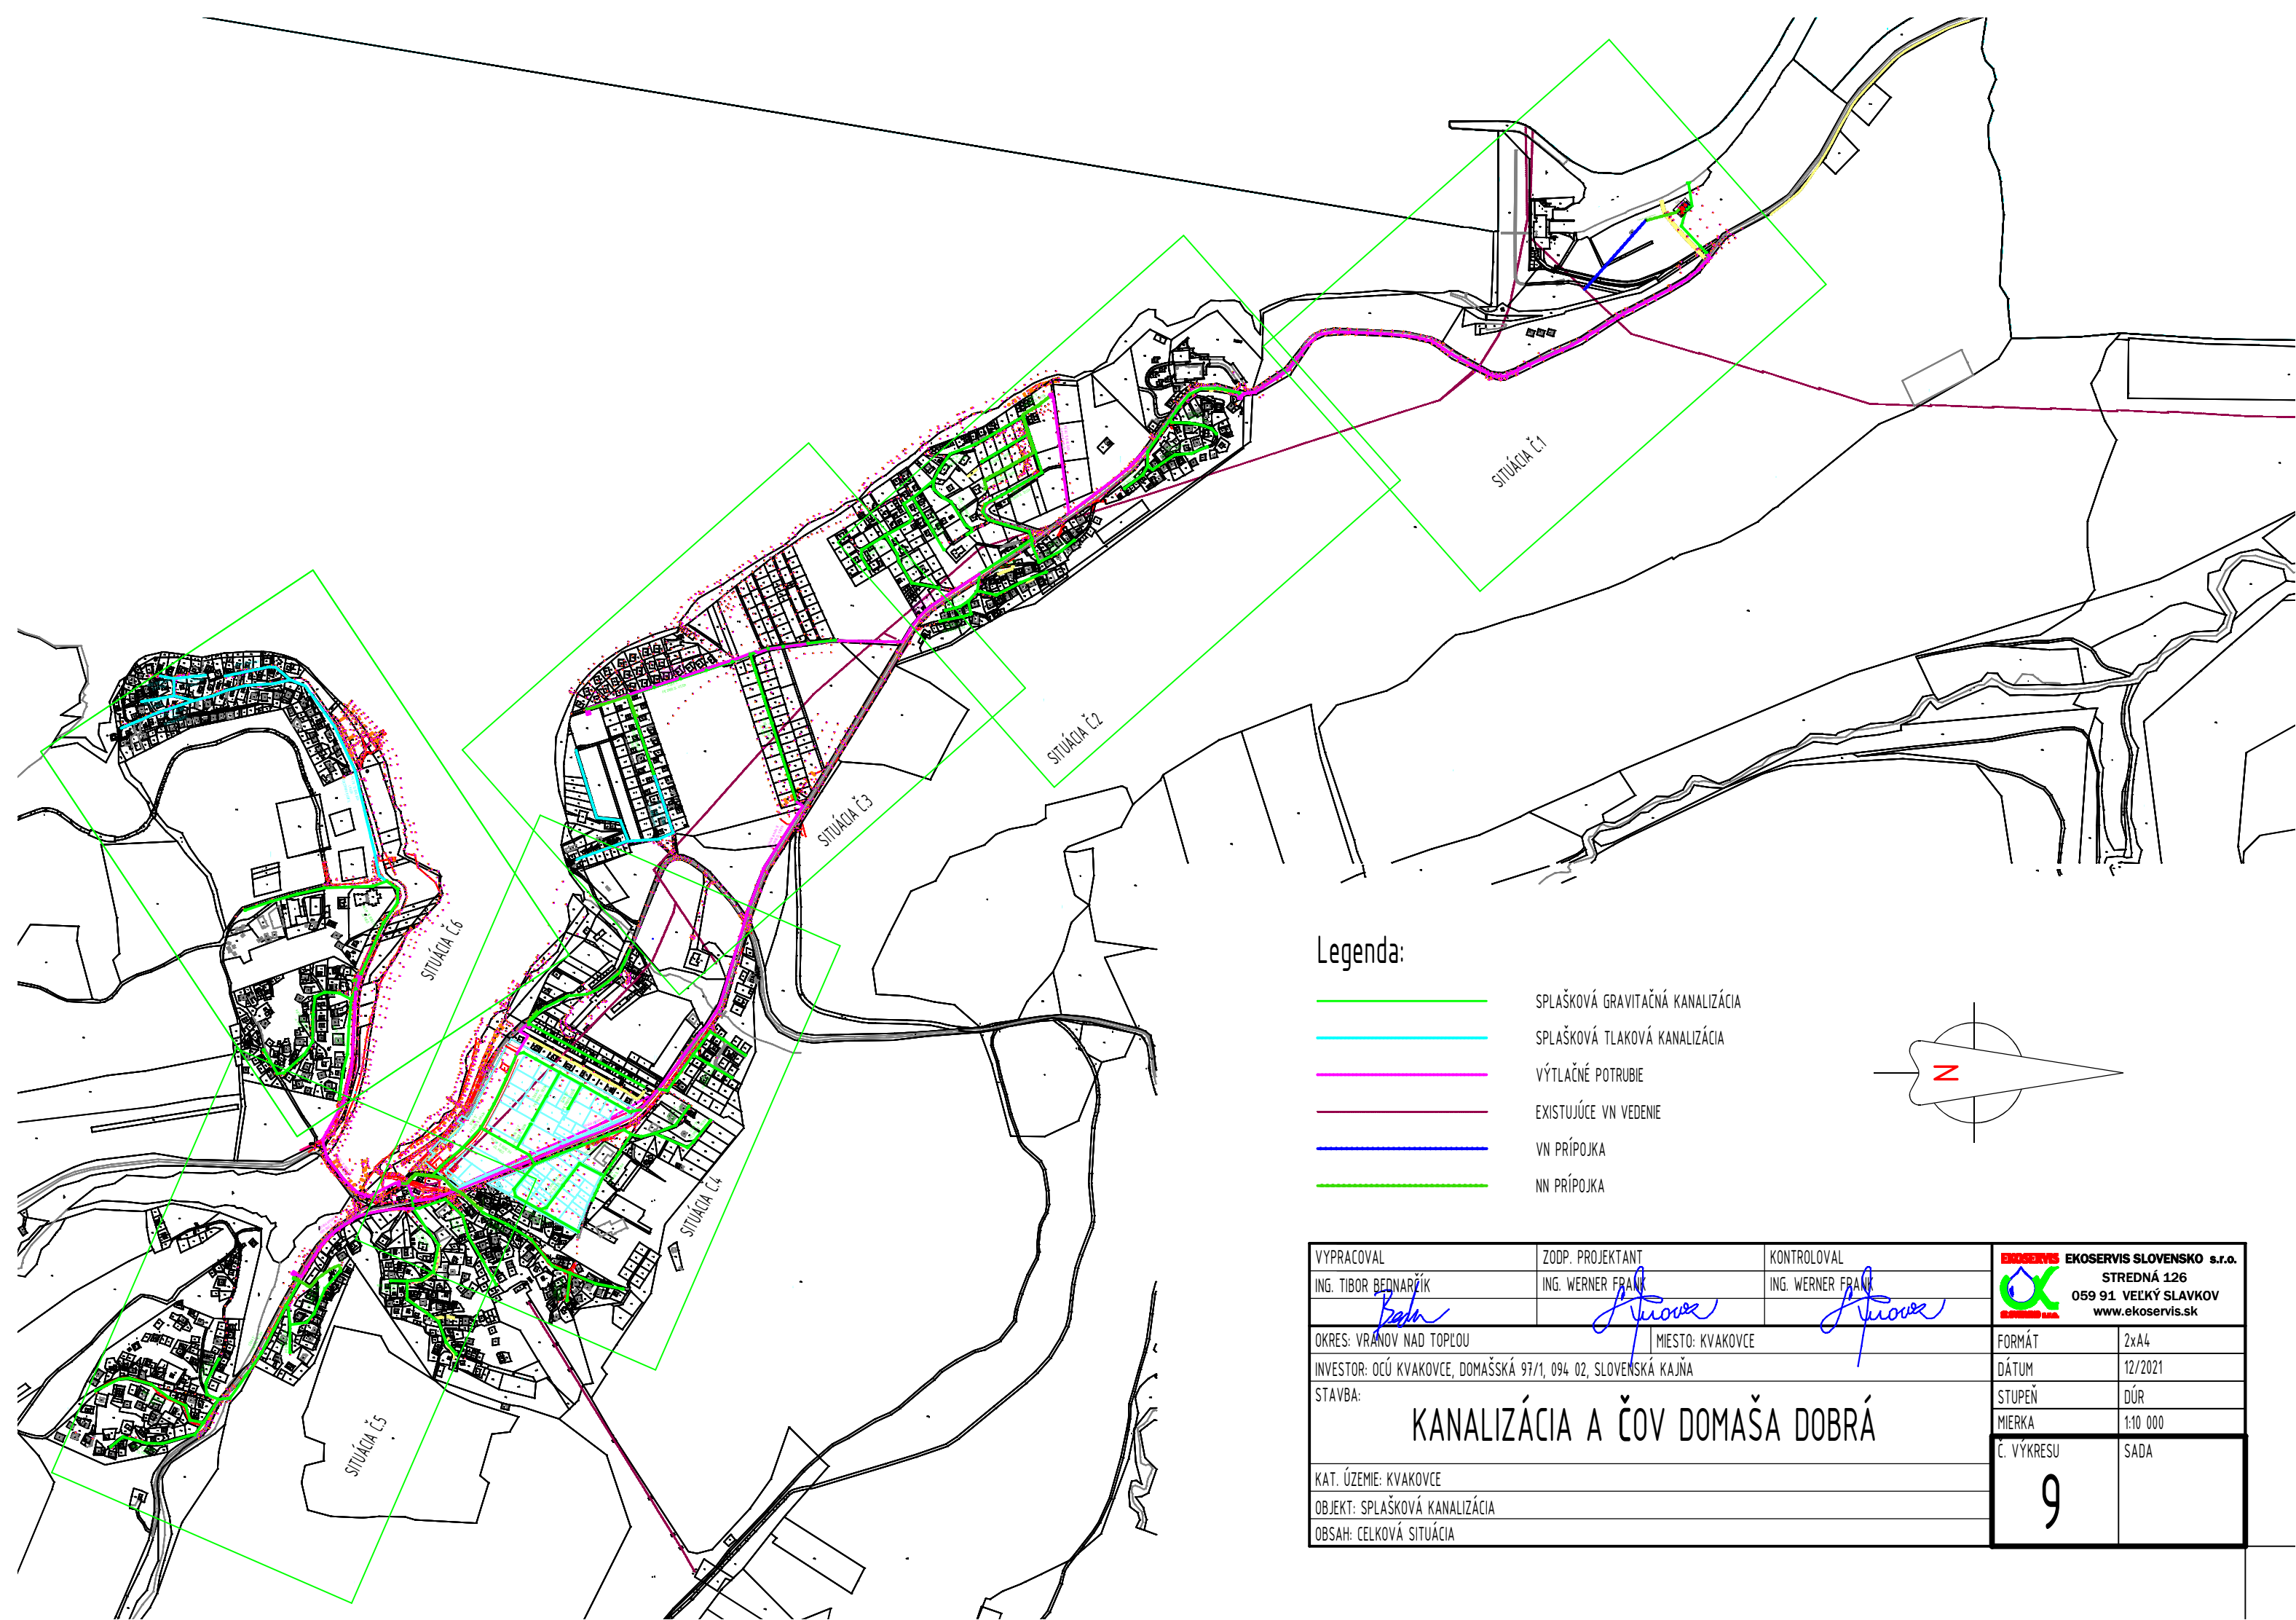 SITUÁCIA Č.1
SITUÁCIA Č.2
SITUÁCIA Č.3
SITUÁCIA Č.6
SITUÁCIA Č.4
SITUÁCIA Č.5
Legenda:
SPLAŠKOVÁ GRAVITAČNÁ KANALIZÁCIA
SPLAŠKOVÁ TLAKOVÁ KANALIZÁCIA
VÝTLAČNÉ POTRUBIE
EXISTUJÚCE VN VEDENIE
VN PRÍPOJKA
NN PRÍPOJKA
N
VYPRACOVAL
ZODP. PROJEKTANT
KONTROLOVAL
ING. TIBOR BEDNARČÍK
ING. WERNER FRANK
ING. WERNER FRANK
EKOSERVIS
EKOSERVIS SLOVENSKO s.r.o.
STREDNÁ 126
059 91 VEĽKÝ SLAVKOV
www.ekoservis.sk
OKRES: VRANOV NAD TOPĽOU
MIESTO: KVAKOVCE
INVESTOR: OCÚ KVAKOVCE, DOMAŠSKÁ 97/1, 094 02, SLOVENSKÁ KAJŇA
STAVBA:
KANALIZÁCIA A ČOV DOMAŠA DOBRÁ
KAT. ÚZEMIE: KVAKOVCE
OBJEKT: SPLAŠKOVÁ KANALIZÁCIA
OBSAH: CELKOVÁ SITUÁCIA
FORMÁT 2xA4
DÁTUM 12/2021
STUPEŇ DÚR
MIERKA 1:10 000
Č. VÝKRESU SADA
9